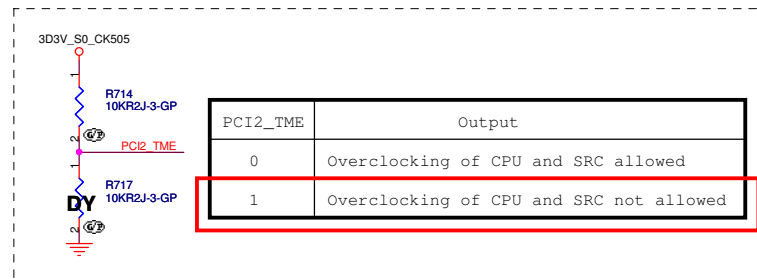 3D3V_S0_CK505
1
R714
10KR2J-3-GP
2
PCI2_TME
1
R717
10KR2J-3-GP
DY
2
PCI2_TME Output
0 Overclocking of CPU and SRC allowed
1 Overclocking of CPU and SRC not allowed